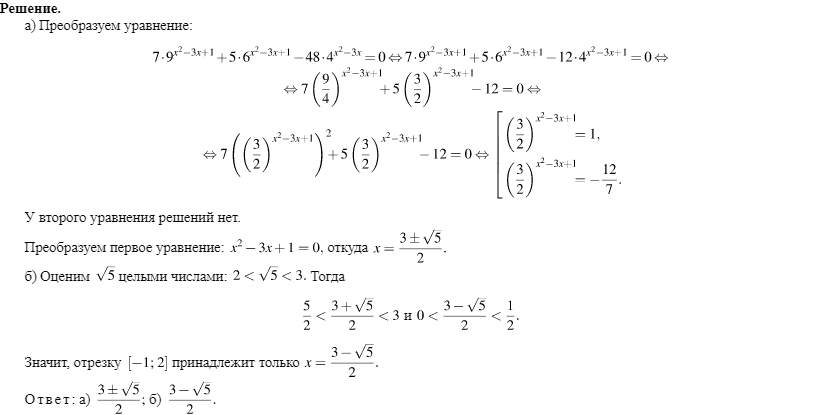 Решение.
а) Преобразуем уравнение:
7·9^{x²−3x+1} + 5·6^{x²−3x+1} − 48·4^{x²−3x} = 0 ⇔ 7·9^{x²−3x+1} + 5·6^{x²−3x+1} − 12·4^{x²−3x+1} = 0 ⇔
⇔ 7(9/4)^{x²−3x+1} + 5(3/2)^{x²−3x+1} − 12 = 0 ⇔
⇔ 7((3/2)^{x²−3x+1})² + 5(3/2)^{x²−3x+1} − 12 = 0 ⇔ [ (3/2)^{x²−3x+1} = 1,
(3/2)^{x²−3x+1} = −12/7.
У второго уравнения решений нет.
Преобразуем первое уравнение: x² − 3x + 1 = 0, откуда x = (3 ± √5)/2.
б) Оценим √5 целыми числами: 2 < √5 < 3. Тогда
5/2 < (3 + √5)/2 < 3 и 0 < (3 − √5)/2 < 1/2.
Значит, отрезку [−1; 2] принадлежит только x = (3 − √5)/2.
Ответ: а) (3 ± √5)/2; б) (3 − √5)/2.